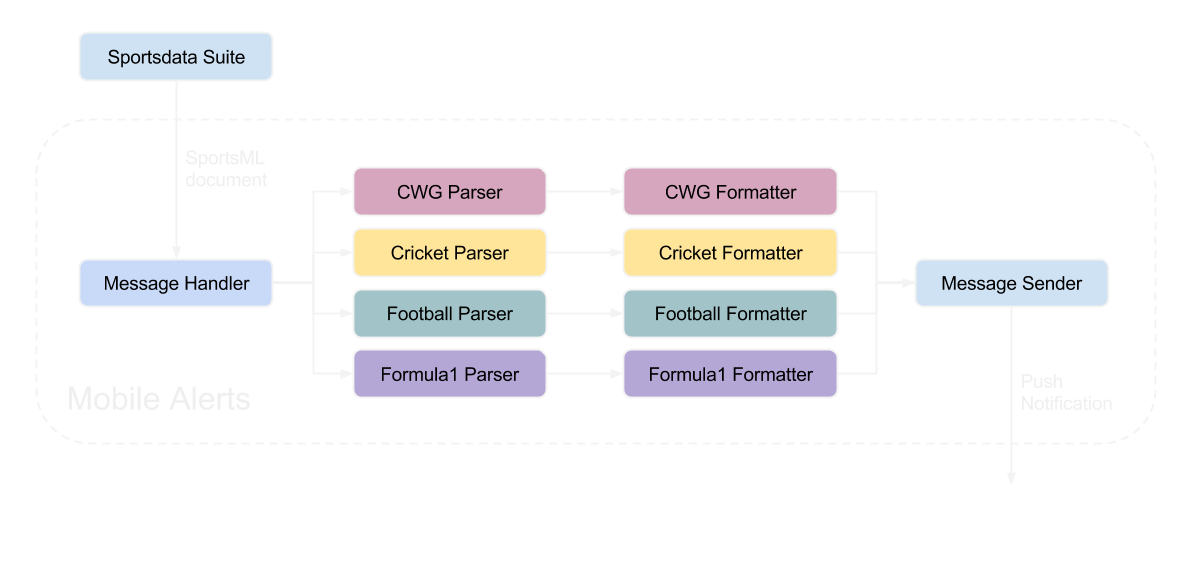 Sportsdata Suite
SportsML
document
CWG Parser
CWG Formatter
Cricket Parser
Cricket Formatter
Message Handler
Message Sender
Football Parser
Football Formatter
Formula1 Parser
Formula1 Formatter
Mobile Alerts
Push
Notification